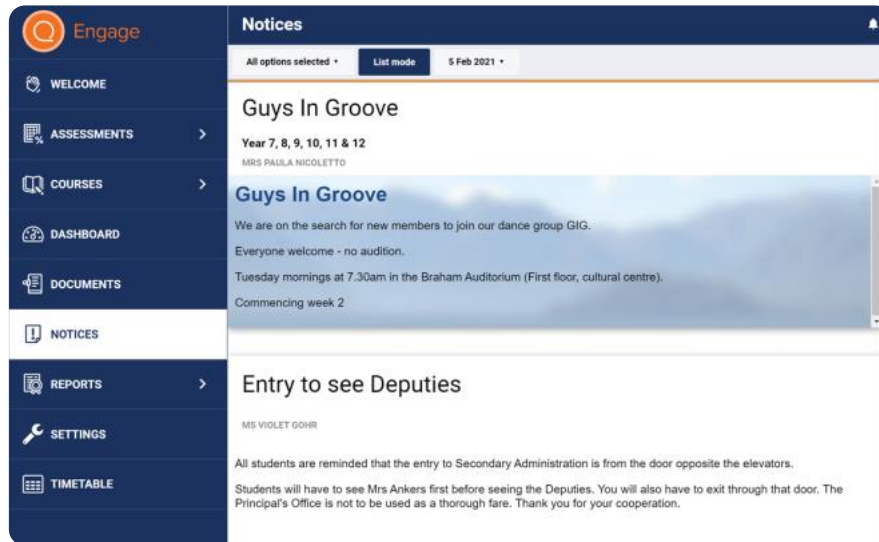 Engage
WELCOME
ASSESSMENTS
COURSES
DASHBOARD
DOCUMENTS
NOTICES
REPORTS
SETTINGS
TIMETABLE
Notices
All options selected
List mode
5 Feb 2021
Guys In Groove
Year 7, 8, 9, 10, 11 & 12
MRS PAULA NICOLETTO
Guys In Groove
We are on the search for new members to join our dance group GIG.
Everyone welcome - no audition.
Tuesday mornings at 7.30am in the Braham Auditorium (First floor, cultural centre).
Commencing week 2
Entry to see Deputies
MS VIOLET GOHR
All students are reminded that the entry to Secondary Administration is from the door opposite the elevators.
Students will have to see Mrs Ankers first before seeing the Deputies. You will also have to exit through that door. The
Principal's Office is not to be used as a thorough fare. Thank you for your cooperation.